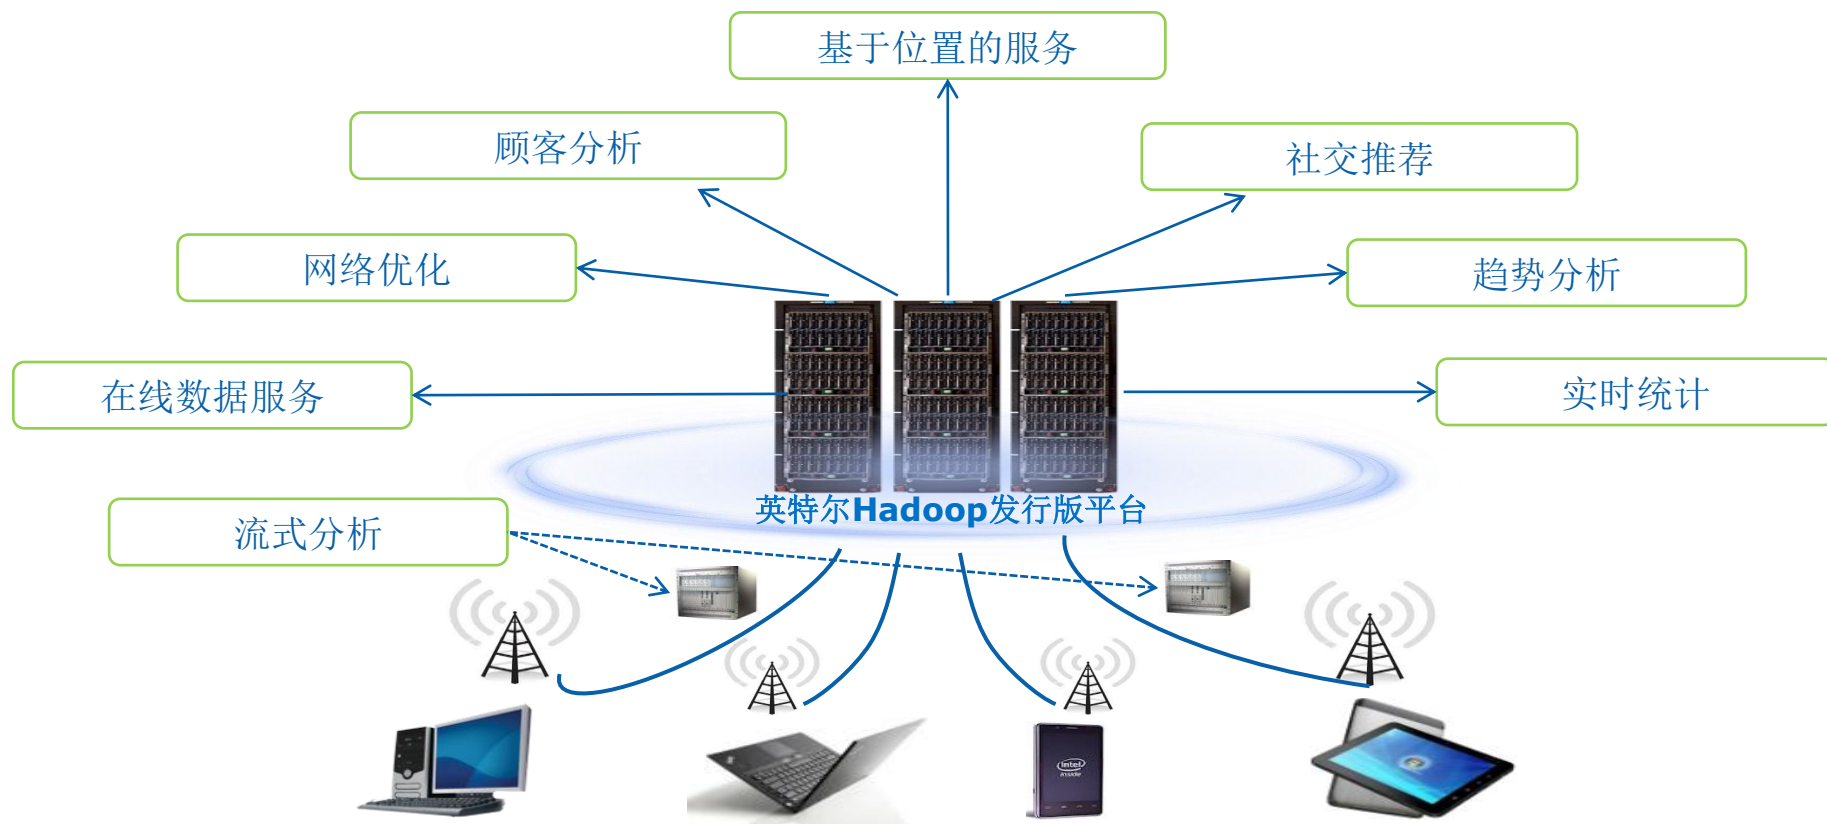 基于位置的服务
顾客分析
社交推荐
网络优化
趋势分析
在线数据服务
实时统计
英特尔Hadoop发行版平台
流式分析
intel
inside